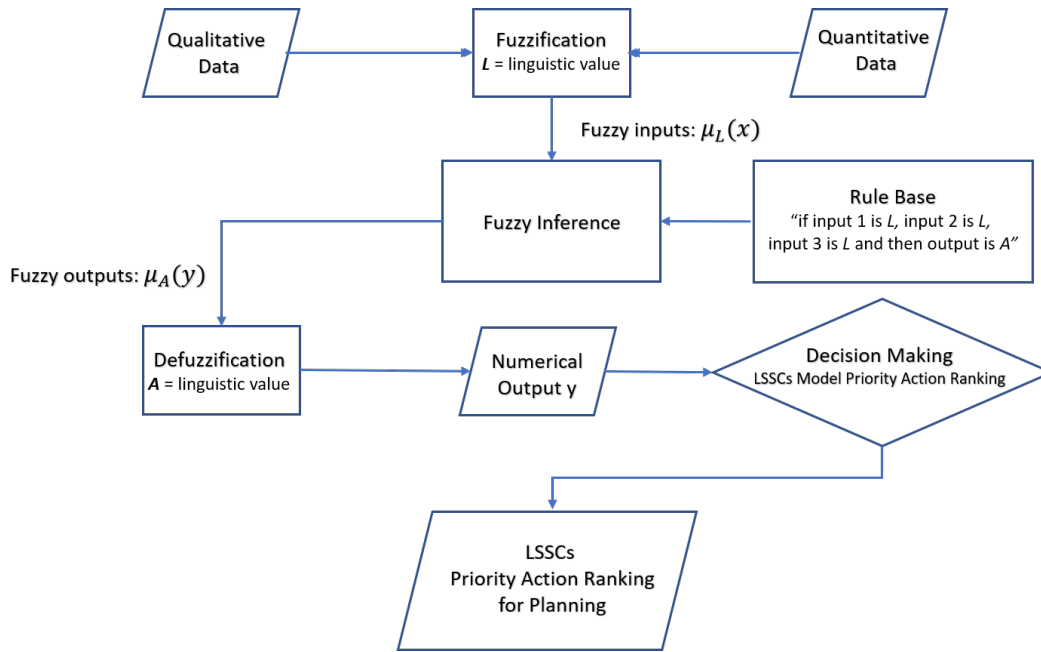 Qualitative
Data
Fuzzification
L = linguistic value
Quantitative
Data
Fuzzy inputs: μ_L(x)
Fuzzy Inference
Rule Base
“if input 1 is L, input 2 is L,
input 3 is L and then output is A”
Fuzzy outputs: μ_A(y)
Defuzzification
A = linguistic value
Numerical
Output y
Decision Making
LSSCs Model Priority Action Ranking
LSSCs
Priority Action Ranking
for Planning